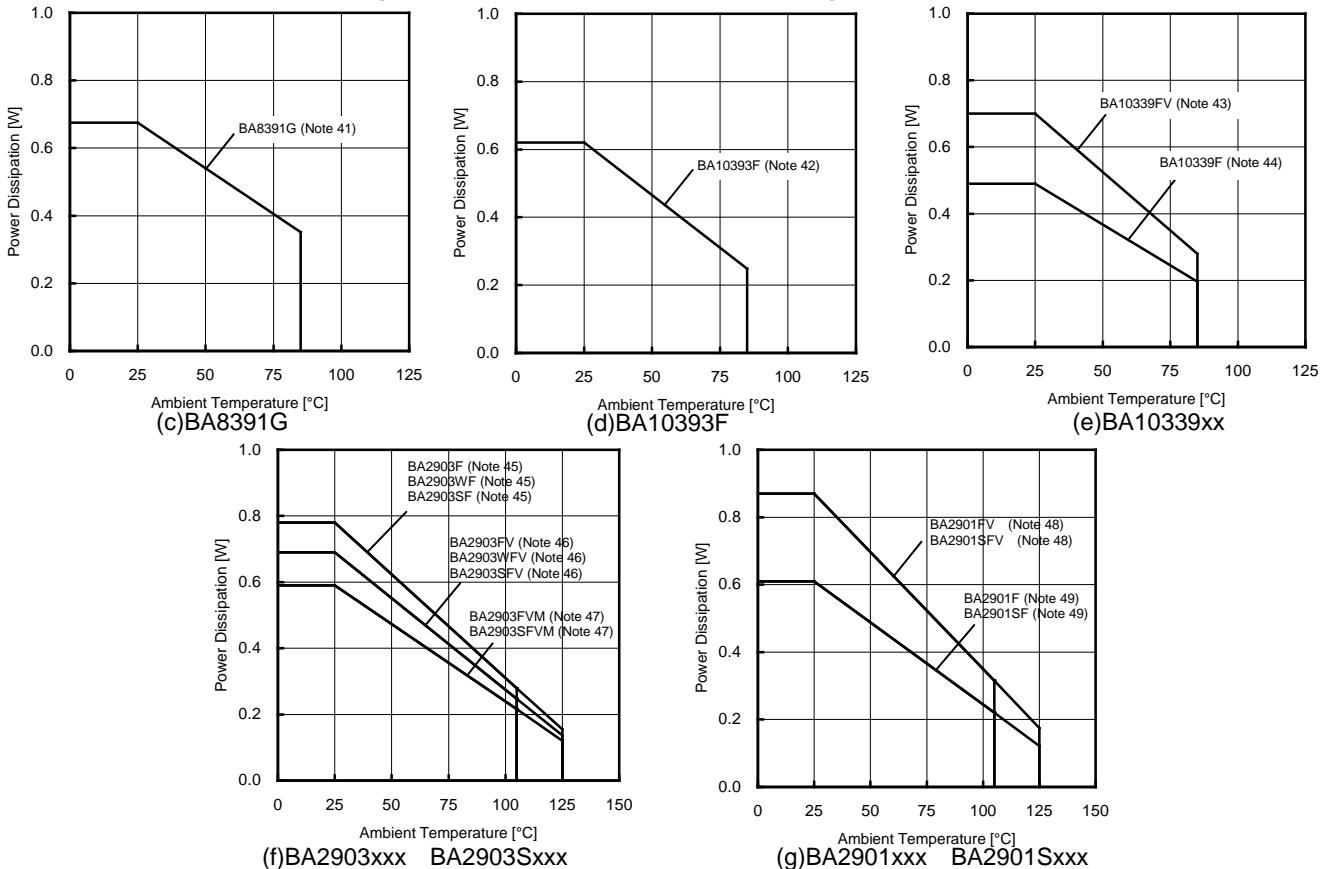 1.0
0.8
0.6
0.4
0.2
0.0
Power Dissipation [W]
BA8391G (Note 41)
0 25 50 75 100 125
Ambient Temperature [°C]
(c)BA8391G
1.0
0.8
0.6
0.4
0.2
0.0
Power Dissipation [W]
BA10393F (Note 42)
0 25 50 75 100 125
Ambient Temperature [°C]
(d)BA10393F
1.0
0.8
0.6
0.4
0.2
0.0
Power Dissipation [W]
BA10339FV (Note 43)
BA10339F (Note 44)
0 25 50 75 100 125
Ambient Temperature [°C]
(e)BA10339xx
1.0
0.8
0.6
0.4
0.2
0.0
Power Dissipation [W]
BA2903F (Note 45)
BA2903WF (Note 45)
BA2903SF (Note 45)
BA2903FV (Note 46)
BA2903WFV (Note 46)
BA2903SFV (Note 46)
BA2903FVM (Note 47)
BA2903SFVM (Note 47)
0 25 50 75 100 125 150
Ambient Temperature [°C]
(f)BA2903xxx BA2903Sxxx
1.0
0.8
0.6
0.4
0.2
0.0
Power Dissipation [W]
BA2901FV (Note 48)
BA2901SFV (Note 48)
BA2901F (Note 49)
BA2901SF (Note 49)
0 25 50 75 100 125 150
Ambient Temperature [°C]
(g)BA2901xxx BA2901Sxxx